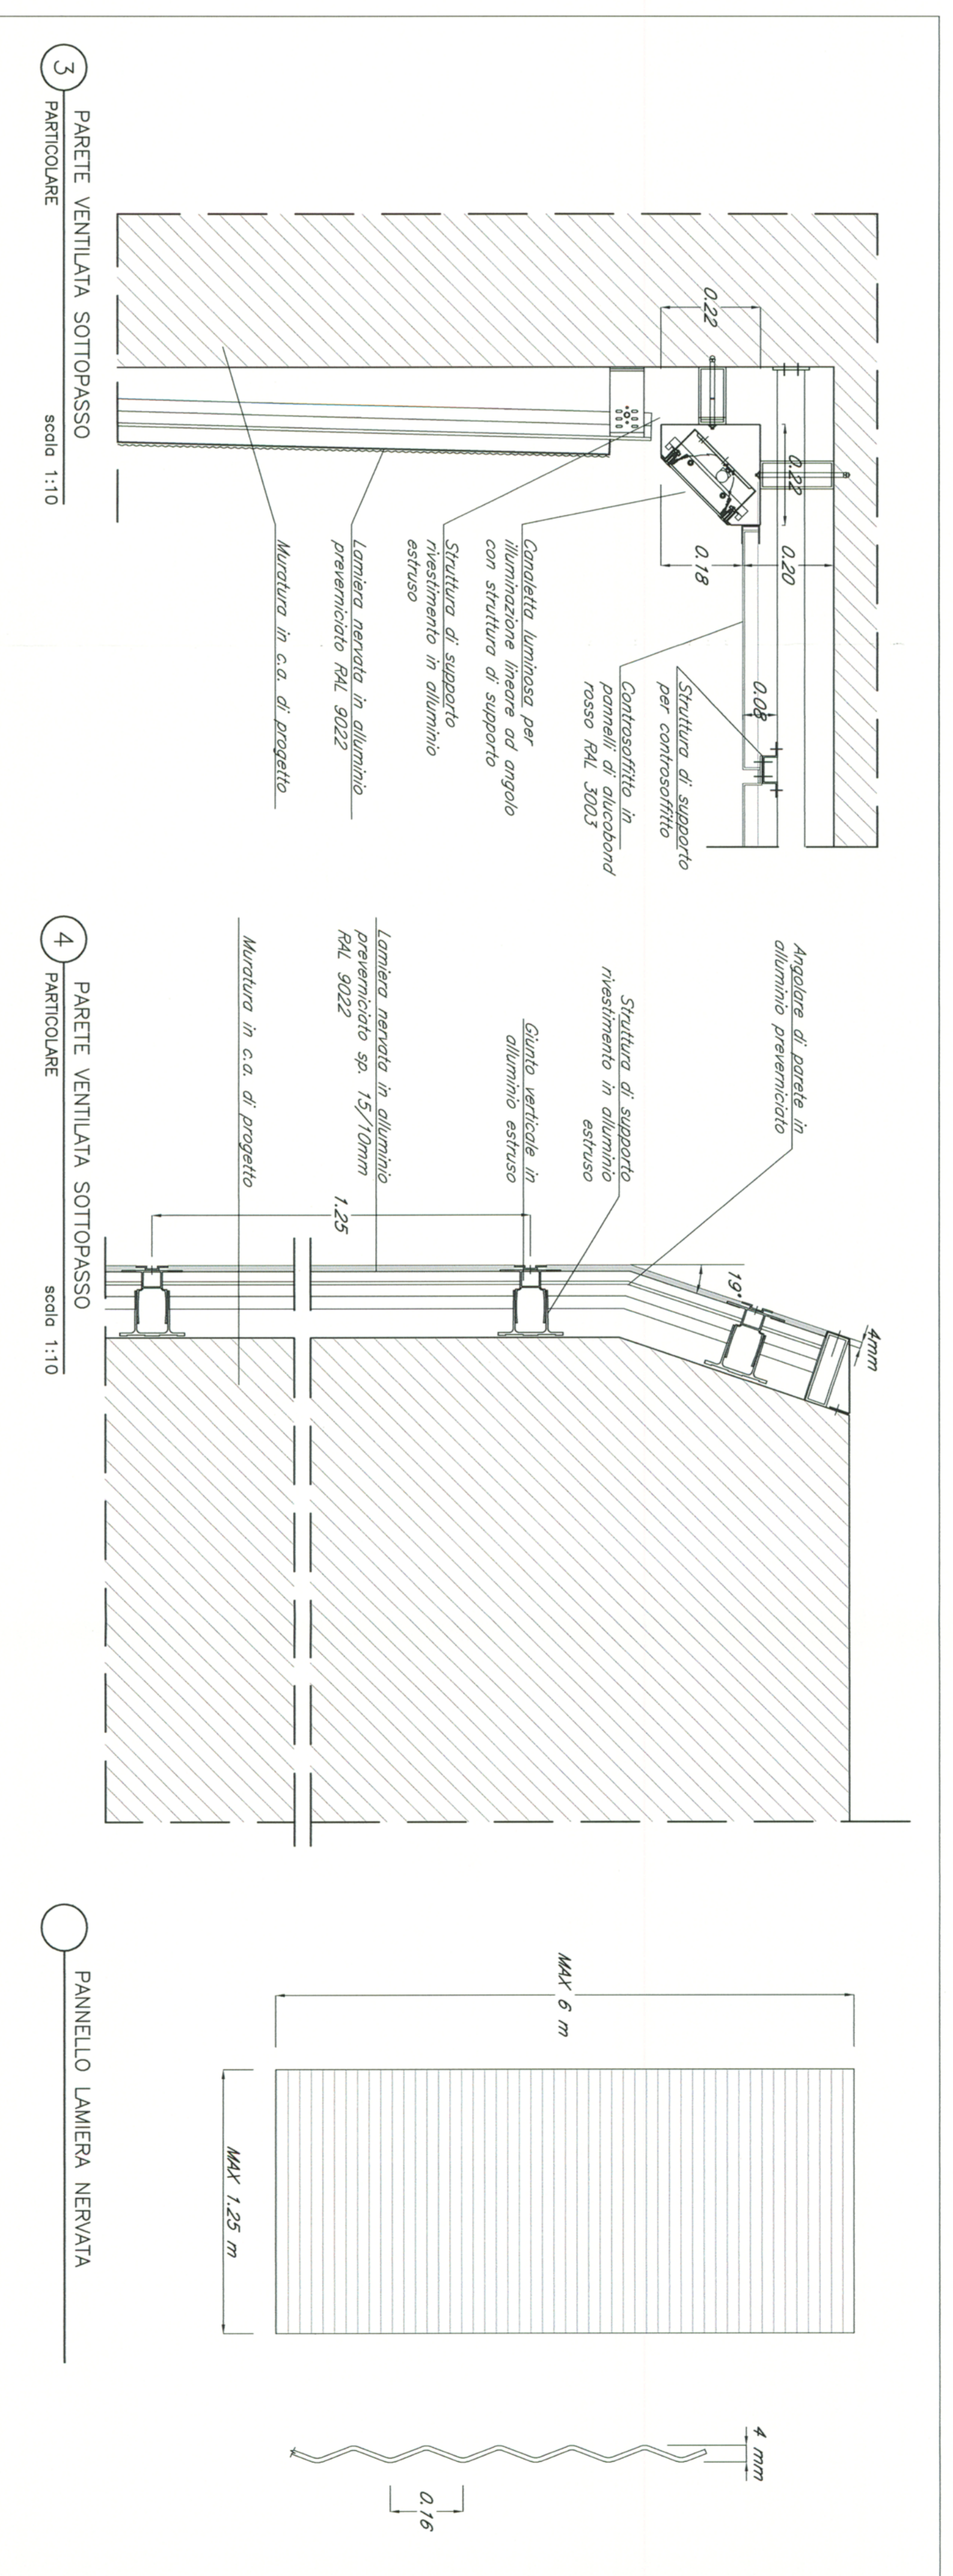 0.22
0.22
0.20
0.18
0.08
Struttura di supporto
per controsoffitto
Controsoffitto in
pannelli di alucobond
rosso RAL 3003
Canaletta luminosa per
illuminazione lineare ad angolo
con struttura di supporto
Struttura di supporto
rivestimento in alluminio
estruso
Lamiera nervata in alluminio
preverniciato RAL 9022
Muratura in c.a. di progetto
3
PARETE VENTILATA SOTTOPASSO
PARTICOLARE
scala 1:10
Angolare di parete in
alluminio preverniciato
Struttura di supporto
rivestimento in alluminio
estruso
Giunto verticale in
alluminio estruso
Lamiera nervata in alluminio
preverniciato sp. 15/10mm
RAL 9022
Muratura in c.a. di progetto
4mm
19°
1.25
4
PARETE VENTILATA SOTTOPASSO
PARTICOLARE
scala 1:10
MAX 6 m
MAX 1.25 m
4 mm
0.16
PANNELLO LAMIERA NERVATA